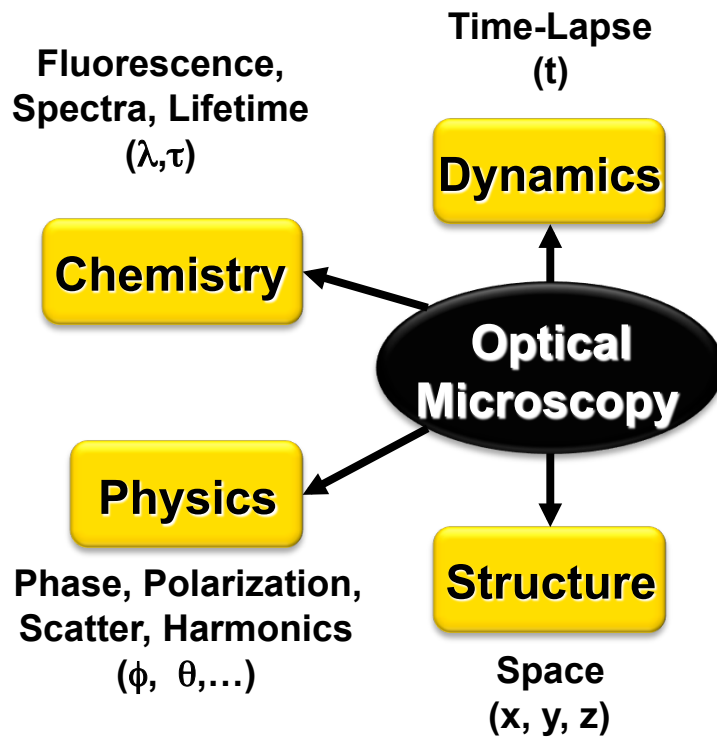 Time-Lapse
(t)
Fluorescence,
Spectra, Lifetime
(λ,τ)
Dynamics
Chemistry
Optical
Microscopy
Physics
Phase, Polarization,
Scatter, Harmonics
(ϕ, θ,...)
Structure
Space
(x, y, z)